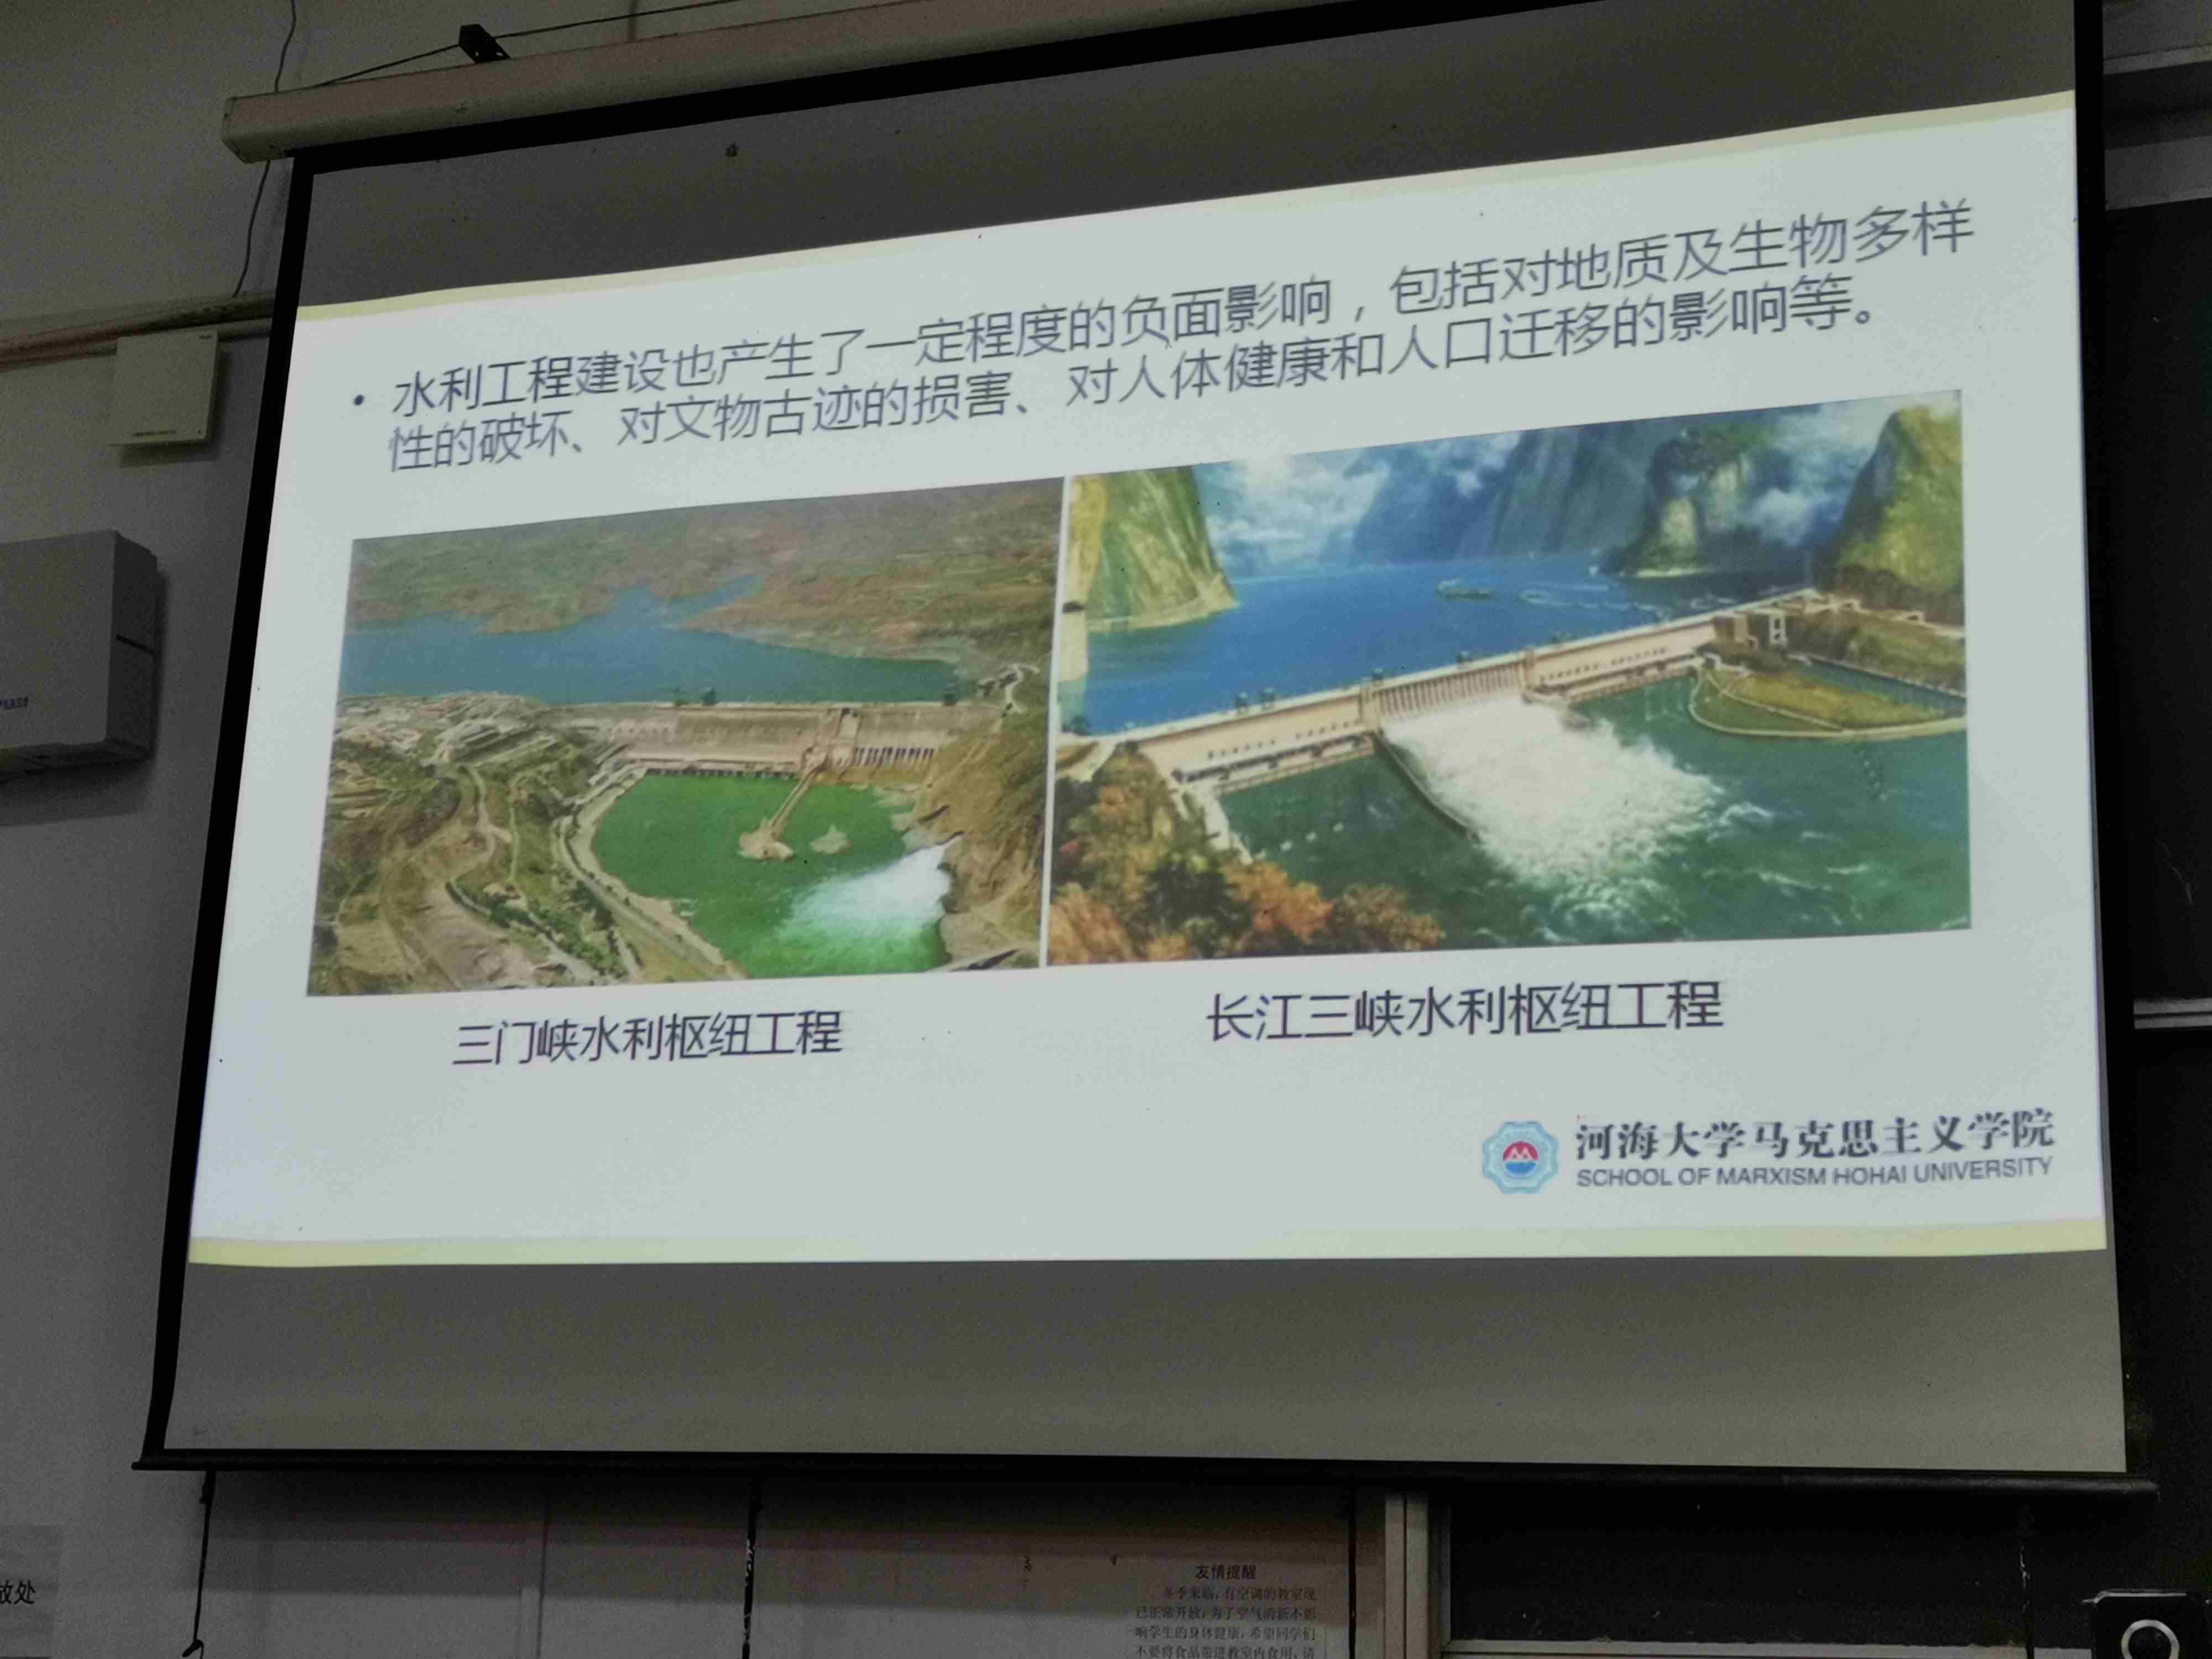 • 水利工程建设也产生了一定程度的负面影响，包括对地质及生物多样
性的破坏、对文物古迹的损害、对人体健康和人口迁移的影响等。
三门峡水利枢纽工程
长江三峡水利枢纽工程
河海大学马克思主义学院
SCHOOL OF MARXISM HOHAI UNIVERSITY
放处
友情提醒
冬季来临，有空调的教室现
已正常开放，为了空气清新不影
响学生的身体健康，希望同学们
不要将食品带进教室内食用，请